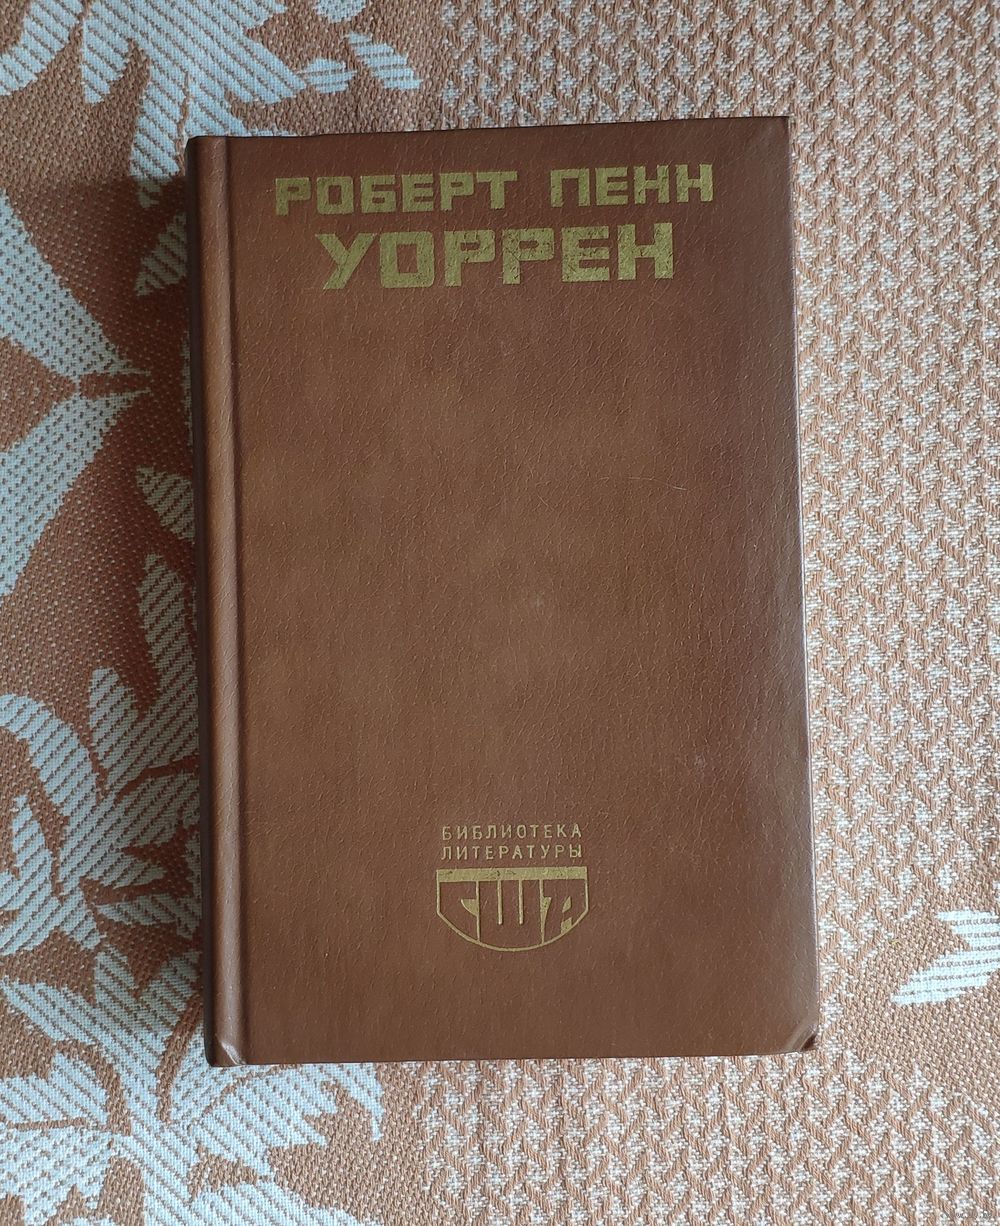 РОБЕРТ ПЕНН
УОРРЕН
БИБЛИОТЕКА
ЛИТЕРАТУРЫ
США